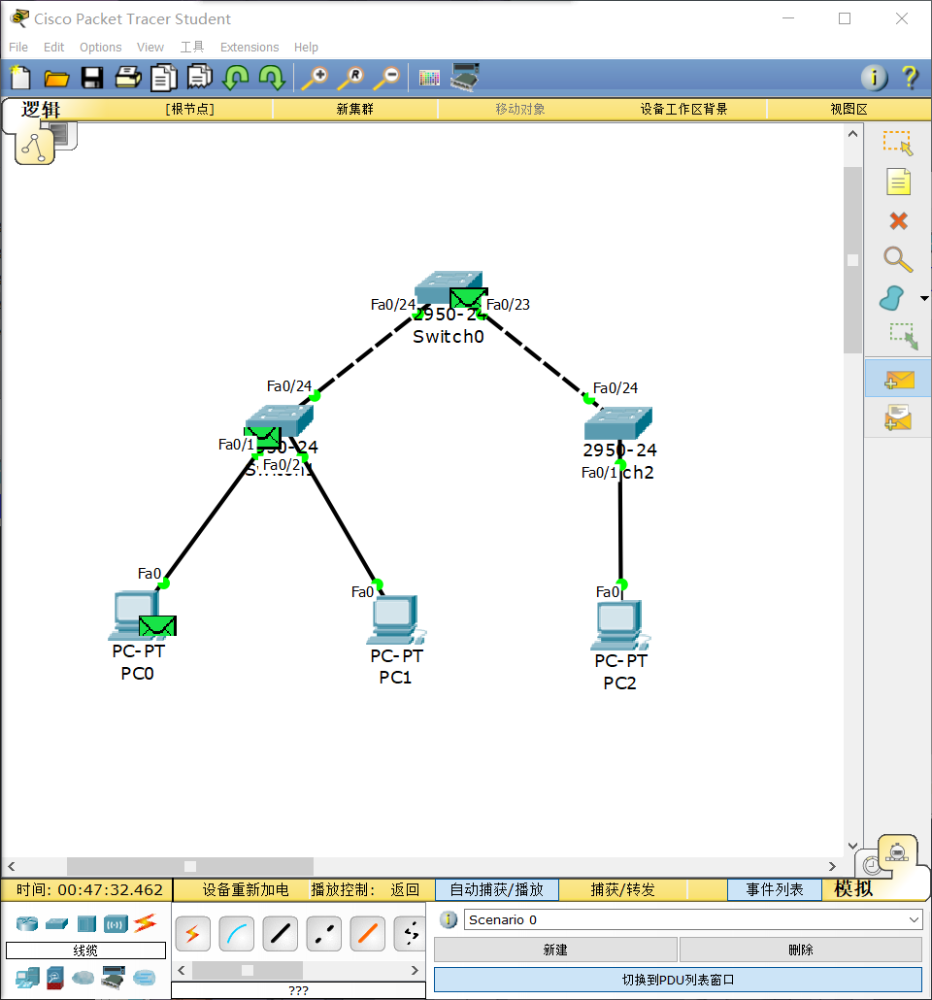 Cisco Packet Tracer Student
File Edit Options View 工具 Extensions Help
逻辑 [根节点] 新集群 移动对象 设备工作区背景 视图区
Fa0/24 Fa0/23
2950-24
Switch0
Fa0/24 Fa0/24
Fa0/1 50-24 2950-24
Fa0/2 Fa0/1 ch2
Fa0
Fa0 Fa0
PC-PT PC-PT PC-PT
PC0 PC1 PC2
时间: 00:47:32.462 设备重新加电 播放控制: 返回 自动捕获/播放 捕获/转发 事件列表 模拟
Scenario 0
线缆 新建 删除
切换到PDU列表窗口
???